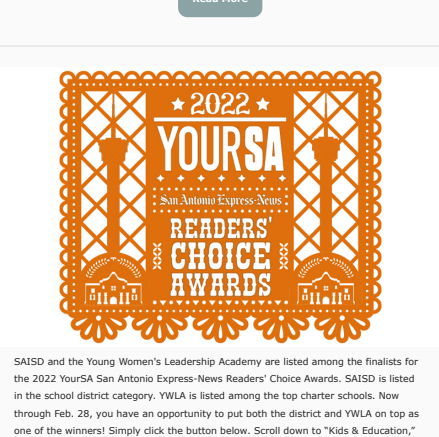 Read More
★ 2022 ★
YOURSA
San Antonio Express-News
READERS'
CHOICE
AWARDS
SAISD and the Young Women's Leadership Academy are listed among the finalists for
the 2022 YourSA San Antonio Express-News Readers' Choice Awards. SAISD is listed
in the school district category. YWLA is listed among the top charter schools. Now
through Feb. 28, you have an opportunity to put both the district and YWLA on top as
one of the winners! Simply click the button below. Scroll down to "Kids & Education,"